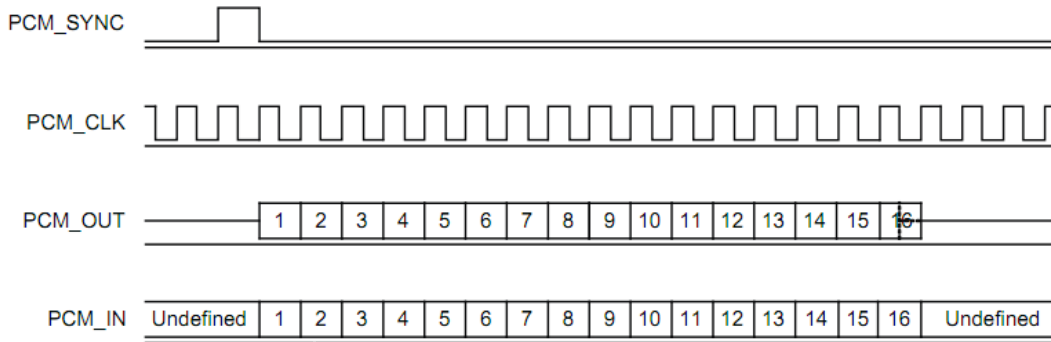 PCM_SYNC
PCM_CLK
PCM_OUT 1 2 3 4 5 6 7 8 9 10 11 12 13 14 15 16
PCM_IN Undefined 1 2 3 4 5 6 7 8 9 10 11 12 13 14 15 16 Undefined